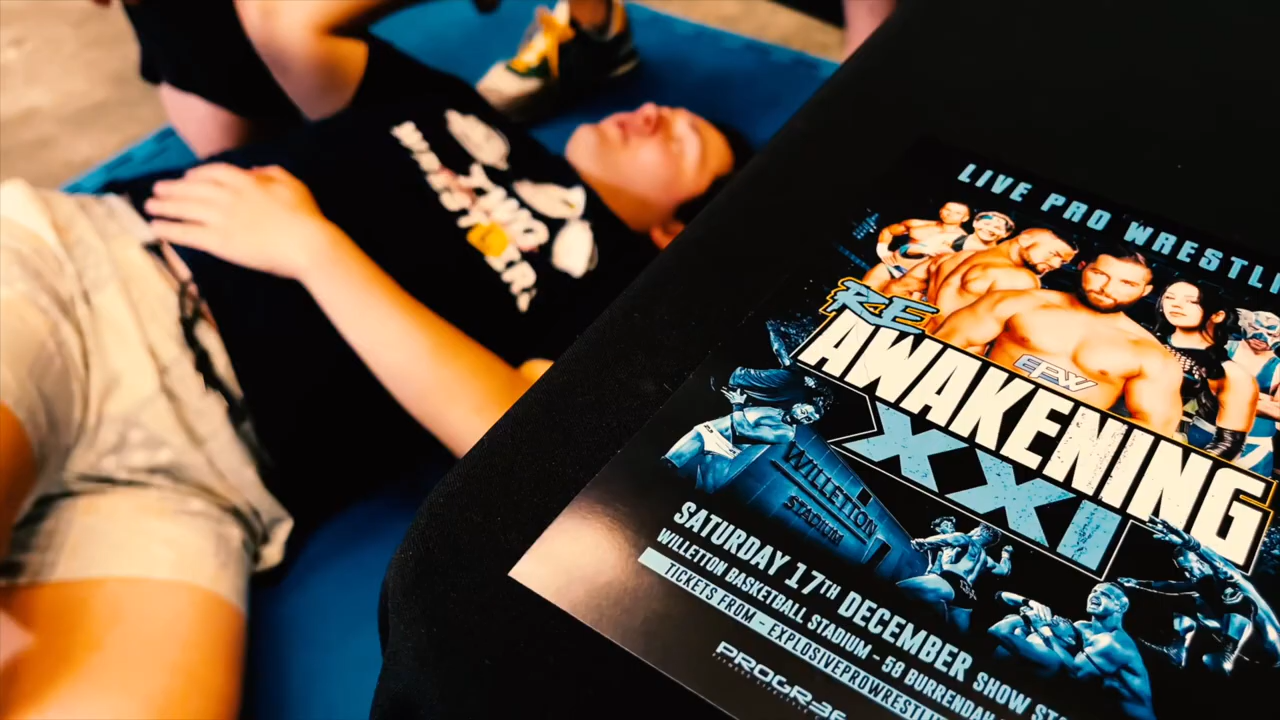 LIVE PRO WRESTLI
RE
AWAKENING
XXI
EPW
WILLETTON
STADIUM
SATURDAY 17TH DECEMBER SHOW STA
WILLETTON BASKETBALL STADIUM - 58 BURRENDAH
TICKETS FROM - EXPLOSIVEPROWRESTLI